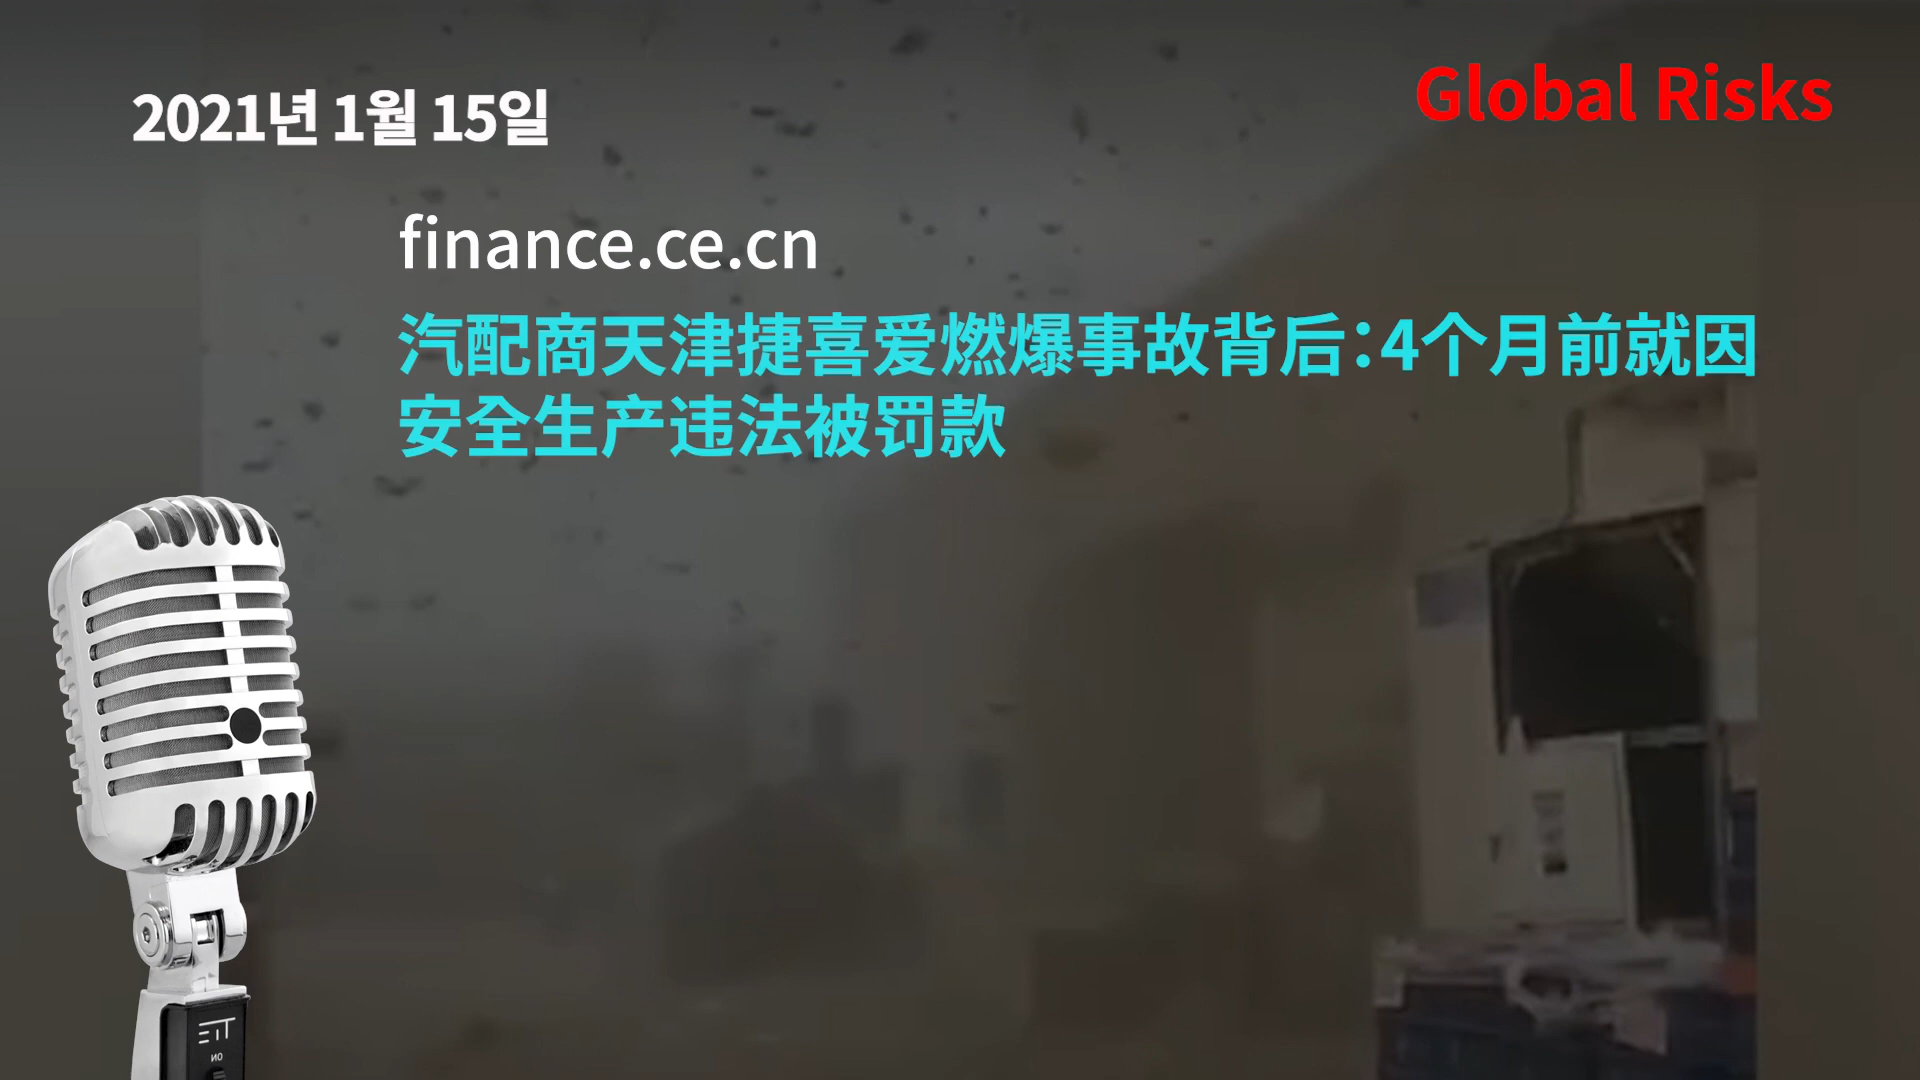 2021년 1월 15일
Global Risks
finance.ce.cn
汽配商天津捷喜爱燃爆事故背后：4个月前就因
安全生产违法被罚款